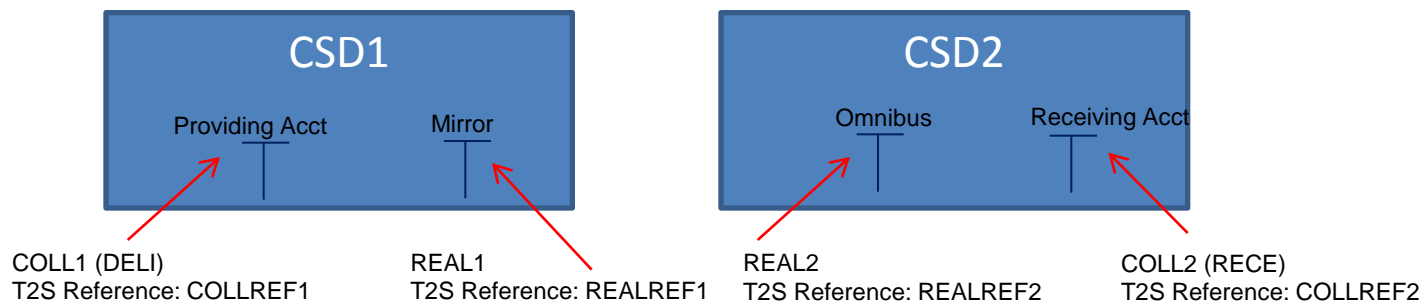 CSD1
Providing Acct
Mirror
CSD2
Omnibus
Receiving Acct
COLL1 (DELI)
T2S Reference: COLLREF1
REAL1
T2S Reference: REALREF1
REAL2
T2S Reference: REALREF2
COLL2 (RECE)
T2S Reference: COLLREF2